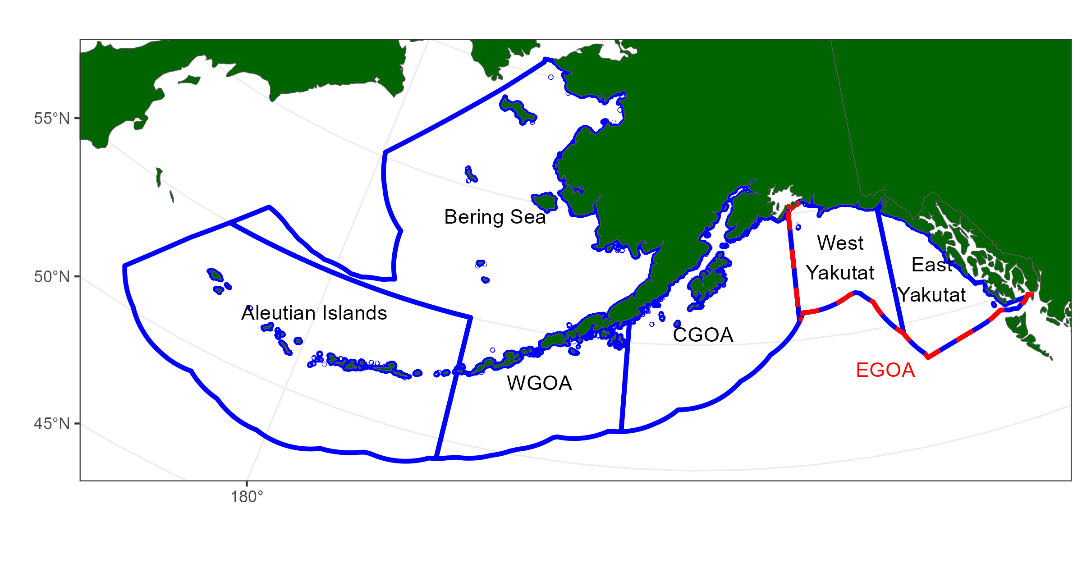 55°N
Bering Sea
West
Yakutat
East
Yakutat
50°N
Aleutian Islands
CGOA
WGOA
EGOA
45°N
180°